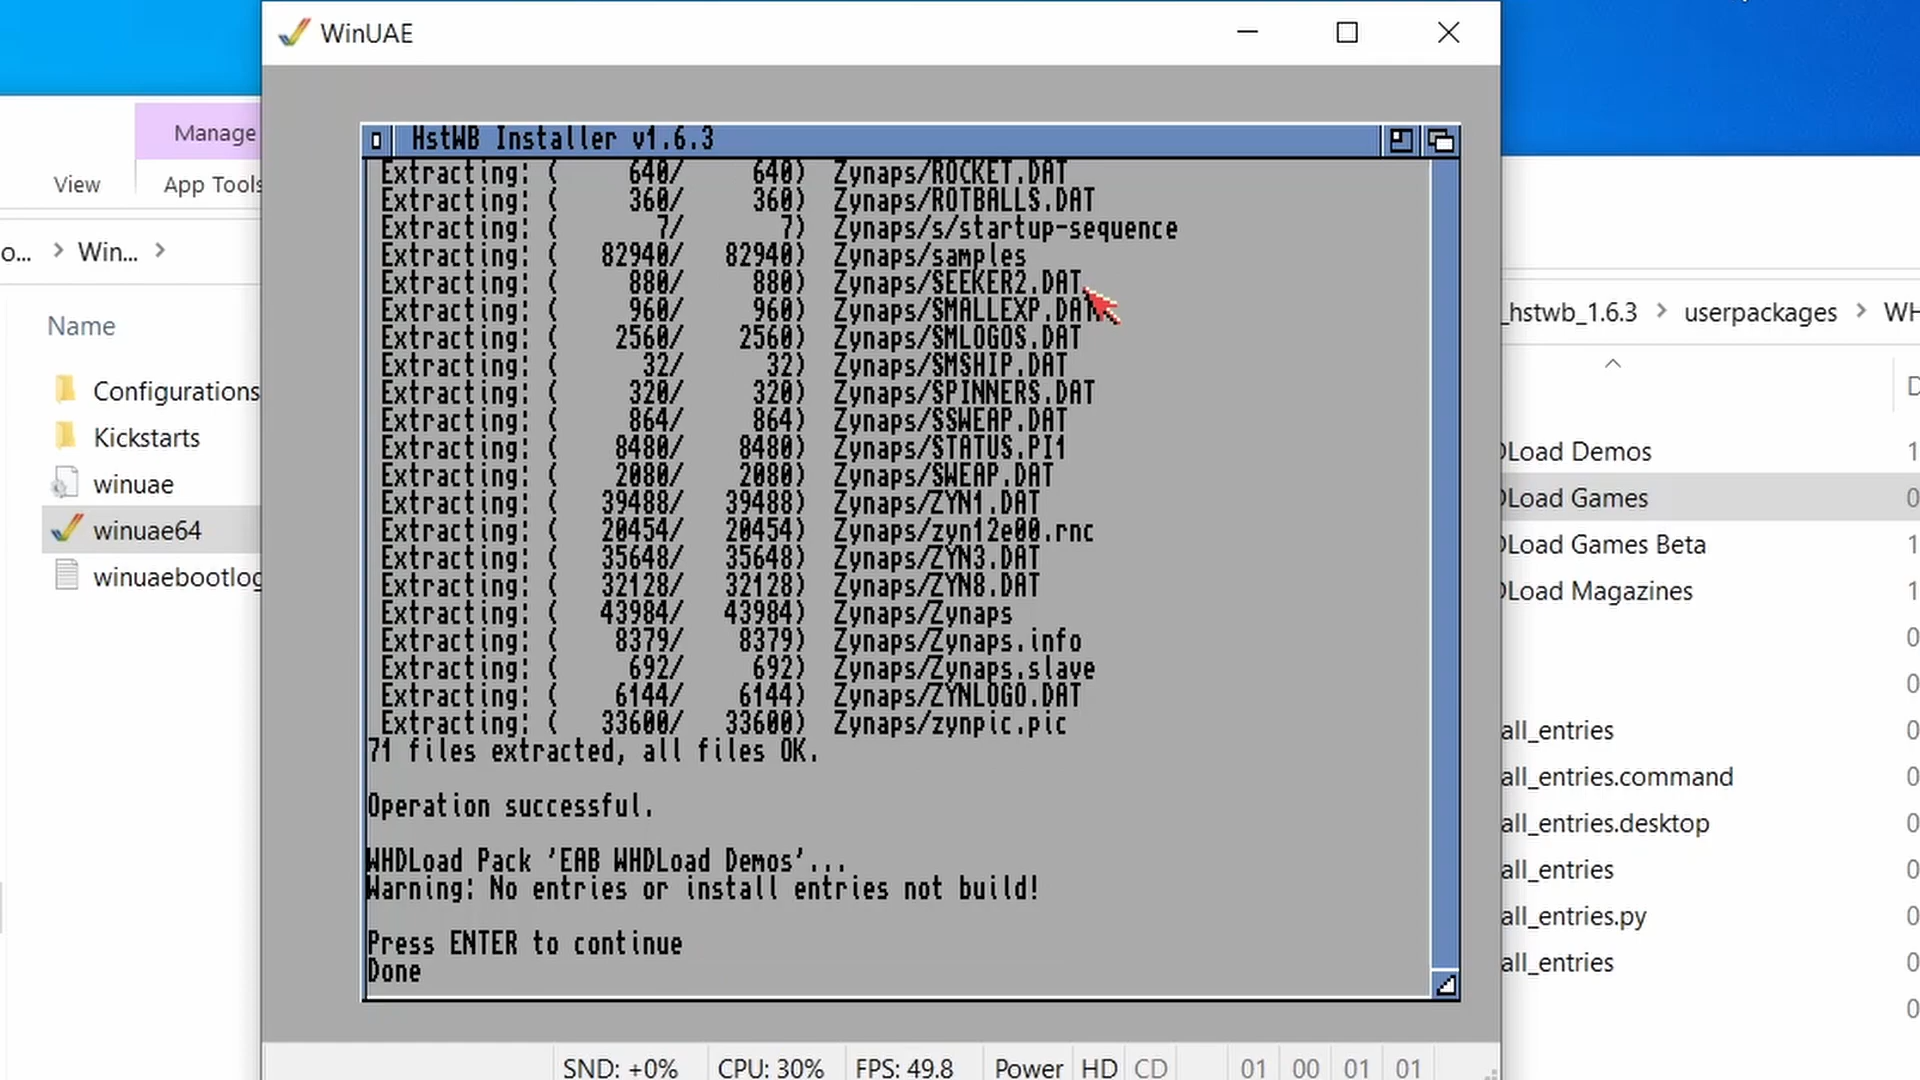 WinUAE
Manage
View
App Tools
HstWB Installer v1.6.3
Extracting: ( 640/ 640) Zynaps/ROCKET.DAT
Extracting: ( 360/ 360) Zynaps/ROTBALLS.DAT
Extracting: ( 7/ 7) Zynaps/s/startup-sequence
Extracting: ( 82940/ 82940) Zynaps/samples
Extracting: ( 880/ 880) Zynaps/SEEKER2.DAT
Extracting: ( 960/ 960) Zynaps/SMALLEXP.DAT
Extracting: ( 2560/ 2560) Zynaps/SMLOGOS.DAT
Extracting: ( 32/ 32) Zynaps/SMSHIP.DAT
Extracting: ( 320/ 320) Zynaps/SPINNERS.DAT
Extracting: ( 864/ 864) Zynaps/SSWEAP.DAT
Extracting: ( 8480/ 8480) Zynaps/STATUS.PI1
Extracting: ( 2080/ 2080) Zynaps/SWEAP.DAT
Extracting: ( 39488/ 39488) Zynaps/ZYN1.DAT
Extracting: ( 20454/ 20454) Zynaps/zyn12e00.rnc
Extracting: ( 35648/ 35648) Zynaps/ZYN3.DAT
Extracting: ( 32128/ 32128) Zynaps/ZYN8.DAT
Extracting: ( 43984/ 43984) Zynaps/Zynaps
Extracting: ( 8379/ 8379) Zynaps/Zynaps.info
Extracting: ( 692/ 692) Zynaps/Zynaps.slave
Extracting: ( 6144/ 6144) Zynaps/ZYNLOGO.DAT
Extracting: ( 33600/ 33600) Zynaps/zynpic.pic
71 files extracted, all files OK.
Operation successful.
WHDLoad Pack 'EAB WHDLoad Demos'...
Warning: No entries or install entries not build!
Press ENTER to continue
Done
o... > Win... >
Name
Configurations
Kickstarts
winuae
winuae64
winuaebootlog
_hstwb_1.6.3 > userpackages > WH
DLoad Demos
DLoad Games
DLoad Games Beta
DLoad Magazines
all_entries
all_entries.command
all_entries.desktop
all_entries
all_entries.py
all_entries
SND: +0% CPU: 30% FPS: 49.8 Power HD CD 01 00 01 01